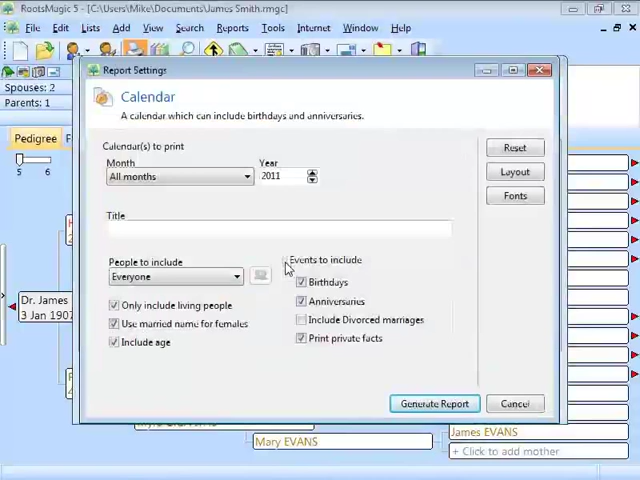 RootsMagic 5 - [C:\Users\Mike\Documents\James Smith.rmgc]
File Edit Lists Add View Search Reports Tools Internet Window Help
Spouses: 2
Parents: 1
Pedigree F
5 6
Dr. James
3 Jan 1907
Report Settings
Calendar
A calendar which can include birthdays and anniversaries.
Calendar(s) to print
Month Year
All months 2011
Title
People to include
Everyone
Only include living people
Use married name for females
Include age
Events to include
Birthdays
Anniversaries
Include Divorced marriages
Print private facts
Reset
Layout
Fonts
Generate Report Cancel
Mary EVANS
James EVANS
+ Click to add mother